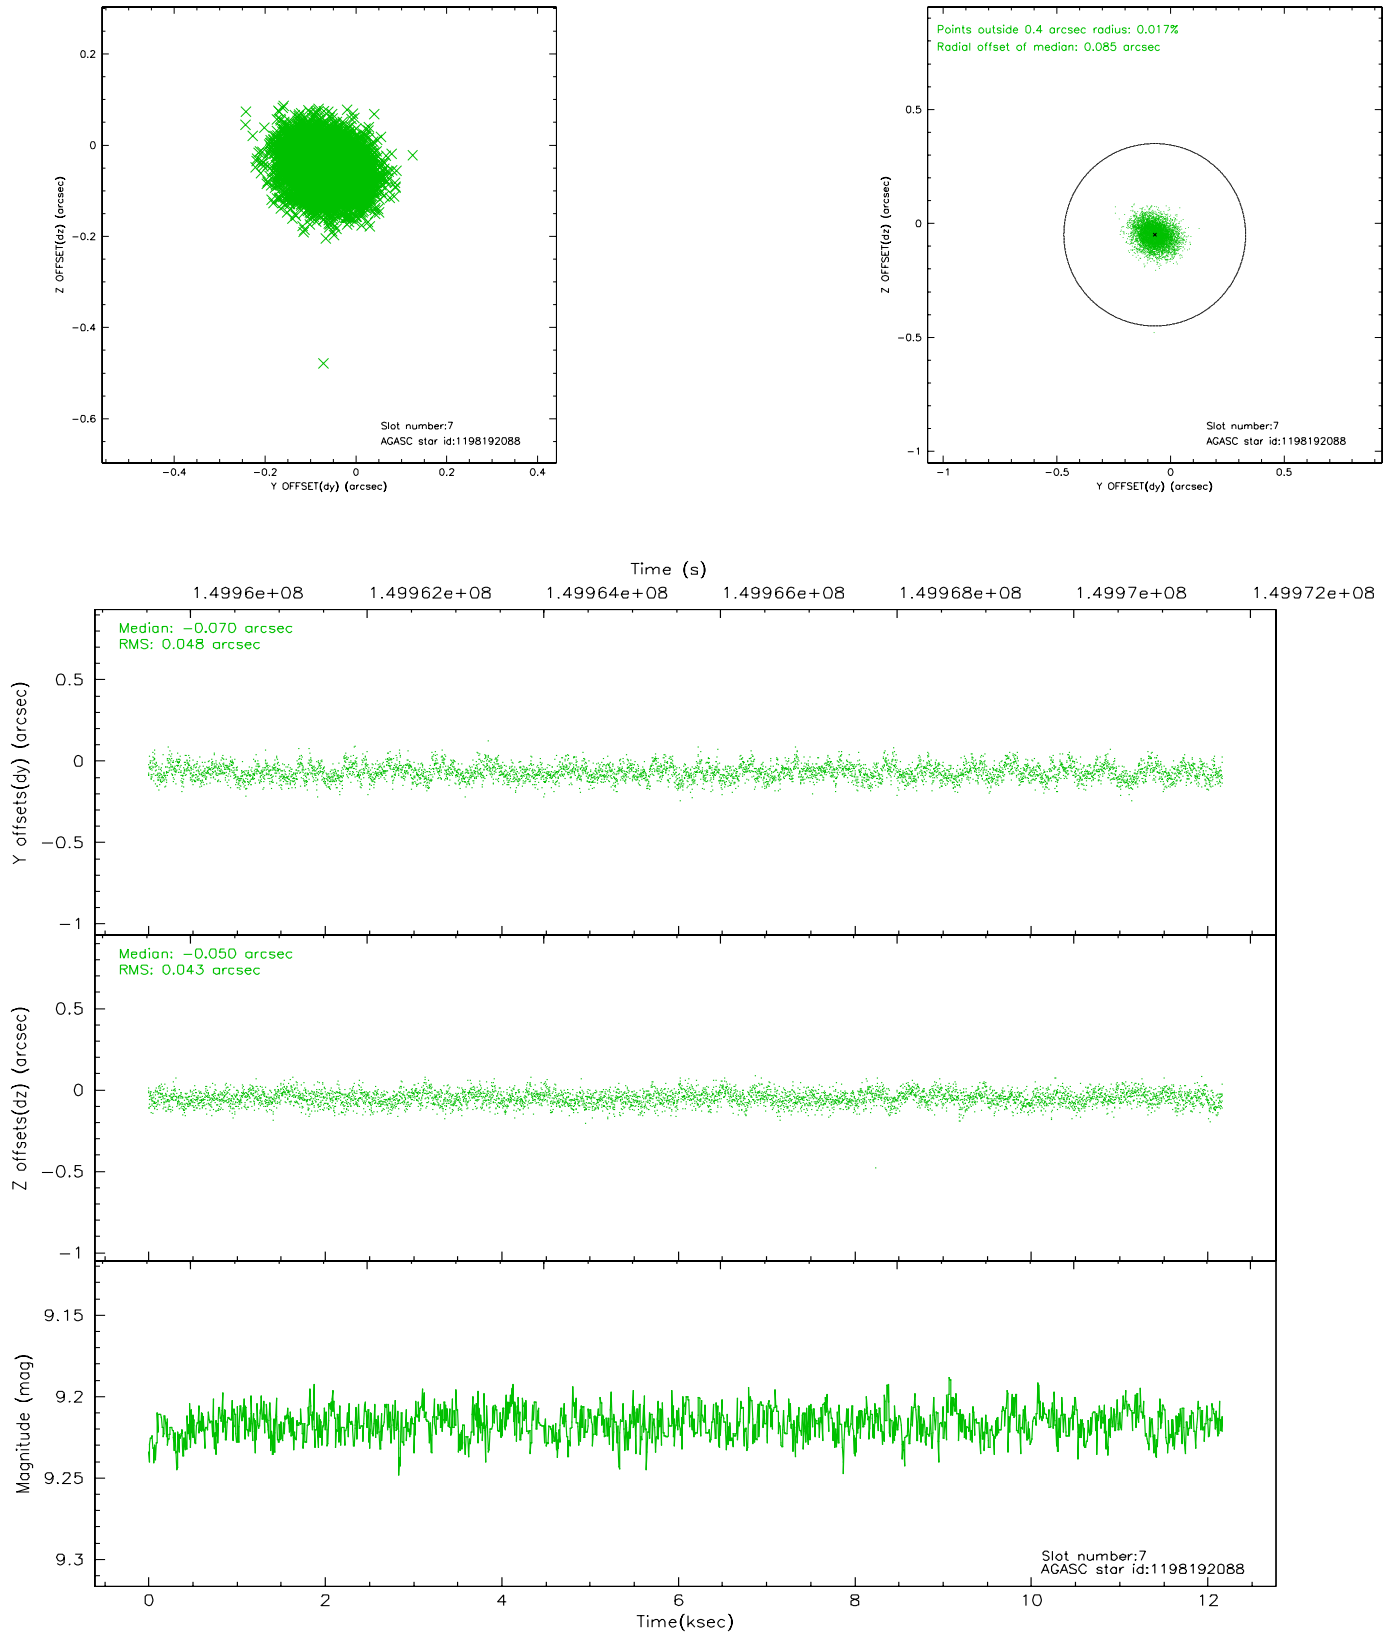 0.2
0
−0.2
−0.4
−0.6
Z OFFSET(dz) (arcsec)
−0.4
−0.2
0
0.2
0.4
Y OFFSET(dy) (arcsec)
Slot number:7
AGASC star id:1198192088
Points outside 0.4 arcsec radius: 0.017%
Radial offset of median: 0.085 arcsec
0.5
0
−0.5
−1
Z OFFSET(dz) (arcsec)
−1
−0.5
0
0.5
Y OFFSET(dy) (arcsec)
Slot number:7
AGASC star id:1198192088
Time (s)
1.4996e+08
1.49962e+08
1.49964e+08
1.49966e+08
1.49968e+08
1.4997e+08
1.49972e+08
Median: −0.070 arcsec
RMS: 0.048 arcsec
0.5
0
−0.5
−1
Y offsets(dy) (arcsec)
Median: −0.050 arcsec
RMS: 0.043 arcsec
0.5
0
−0.5
−1
Z offsets(dz) (arcsec)
9.15
9.2
9.25
9.3
Magnitude (mag)
Slot number:7
AGASC star id:1198192088
0
2
4
6
8
10
12
Time(ksec)